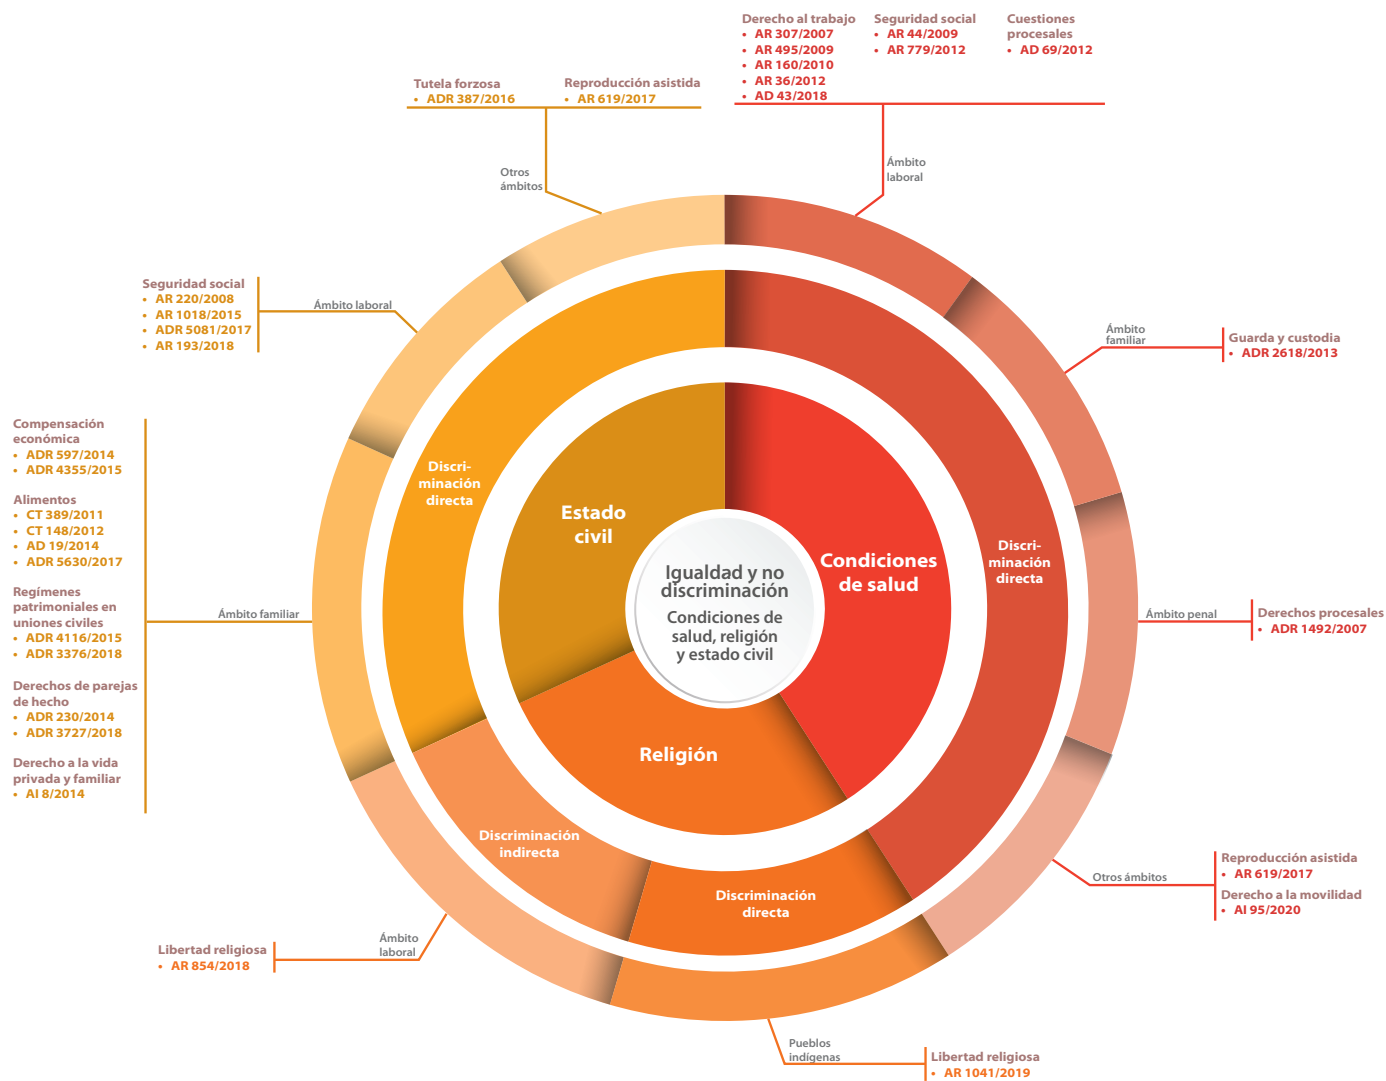 Igualdad y no
discriminación
Condiciones de
salud, religión
y estado civil
Condiciones
de salud
Discri-
minación
directa
Ámbito
laboral
Derecho al trabajo
• AR 307/2007
• AR 495/2009
• AR 160/2010
• AR 36/2012
• AD 43/2018
Seguridad social
• AR 44/2009
• AR 779/2012
Cuestiones
procesales
• AD 69/2012
Ámbito
familiar
Guarda y custodia
• ADR 2618/2013
Ámbito penal
Derechos procesales
• ADR 1492/2007
Otros ámbitos
Reproducción asistida
• AR 619/2017
Derecho a la movilidad
• AI 95/2020
Religión
Discriminación
directa
Pueblos
indígenas
Libertad religiosa
• AR 1041/2019
Discriminación
indirecta
Ámbito
laboral
Libertad religiosa
• AR 854/2018
Estado
civil
Discri-
minación
directa
Ámbito familiar
Compensación
económica
• ADR 597/2014
• ADR 4355/2015
Alimentos
• CT 389/2011
• CT 148/2012
• AD 19/2014
• ADR 5630/2017
Regímenes
patrimoniales en
uniones civiles
• ADR 4116/2015
• ADR 3376/2018
Derechos de parejas
de hecho
• ADR 230/2014
• ADR 3727/2018
Derecho a la vida
privada y familiar
• AI 8/2014
Ámbito laboral
Seguridad social
• AR 220/2008
• AR 1018/2015
• ADR 5081/2017
• AR 193/2018
Otros
ámbitos
Tutela forzosa
• ADR 387/2016
Reproducción asistida
• AR 619/2017